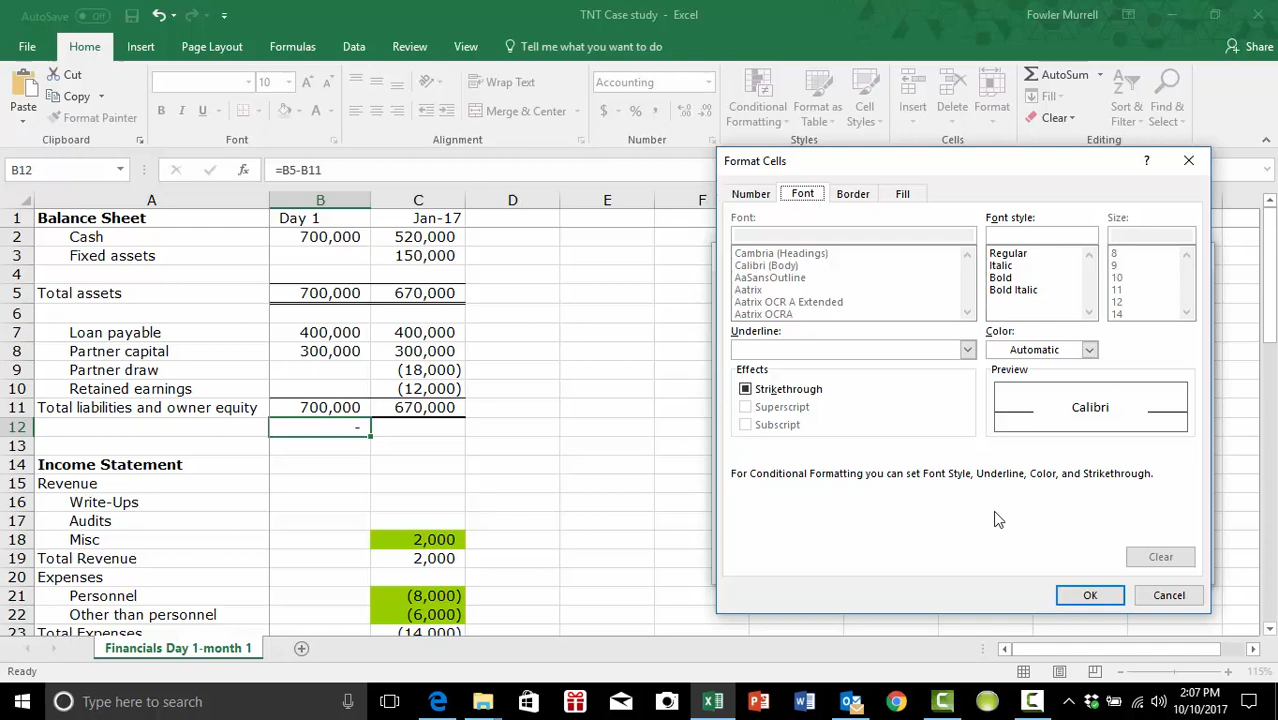 AutoSave Off
TNT Case study - Excel
Fowler Murrell
File Home Insert Page Layout Formulas Data Review View Tell me what you want to do Share
Cut
Copy
Format Painter
Paste
Clipboard
10
B I U
Font
Wrap Text
Merge & Center
Alignment
Accounting
$ % ,
Number
Conditional Formatting
Format as Table
Cell Styles
Styles
Insert Delete Format
Cells
AutoSum
Fill
Clear
Sort & Filter
Find & Select
Editing
B12 fx =B5-B11
A B C D E F
1 Balance Sheet Day 1 Jan-17
2 Cash 700,000 520,000
3 Fixed assets 150,000
4
5 Total assets 700,000 670,000
6
7 Loan payable 400,000 400,000
8 Partner capital 300,000 300,000
9 Partner draw (18,000)
10 Retained earnings (12,000)
11 Total liabilities and owner equity 700,000 670,000
12 -
13
14 Income Statement
15 Revenue
16 Write-Ups
17 Audits
18 Misc 2,000
19 Total Revenue 2,000
20 Expenses
21 Personnel (8,000)
22 Other than personnel (6,000)
23 Total Expenses (14,000)
Format Cells ?
Number Font Border Fill
Font: Font style: Size:
Cambria (Headings) Regular 8
Calibri (Body) Italic 9
AaSansOutline Bold 10
Aatrix Bold Italic 11
Aatrix OCR A Extended 12
Aatrix OCRA 14
Underline: Color:
Automatic
Effects Preview
Strikethrough
Superscript
Subscript
Calibri
For Conditional Formatting you can set Font Style, Underline, Color, and Strikethrough.
Clear
OK Cancel
Financials Day 1-month 1
Ready 115%
Type here to search
2:07 PM
10/10/2017